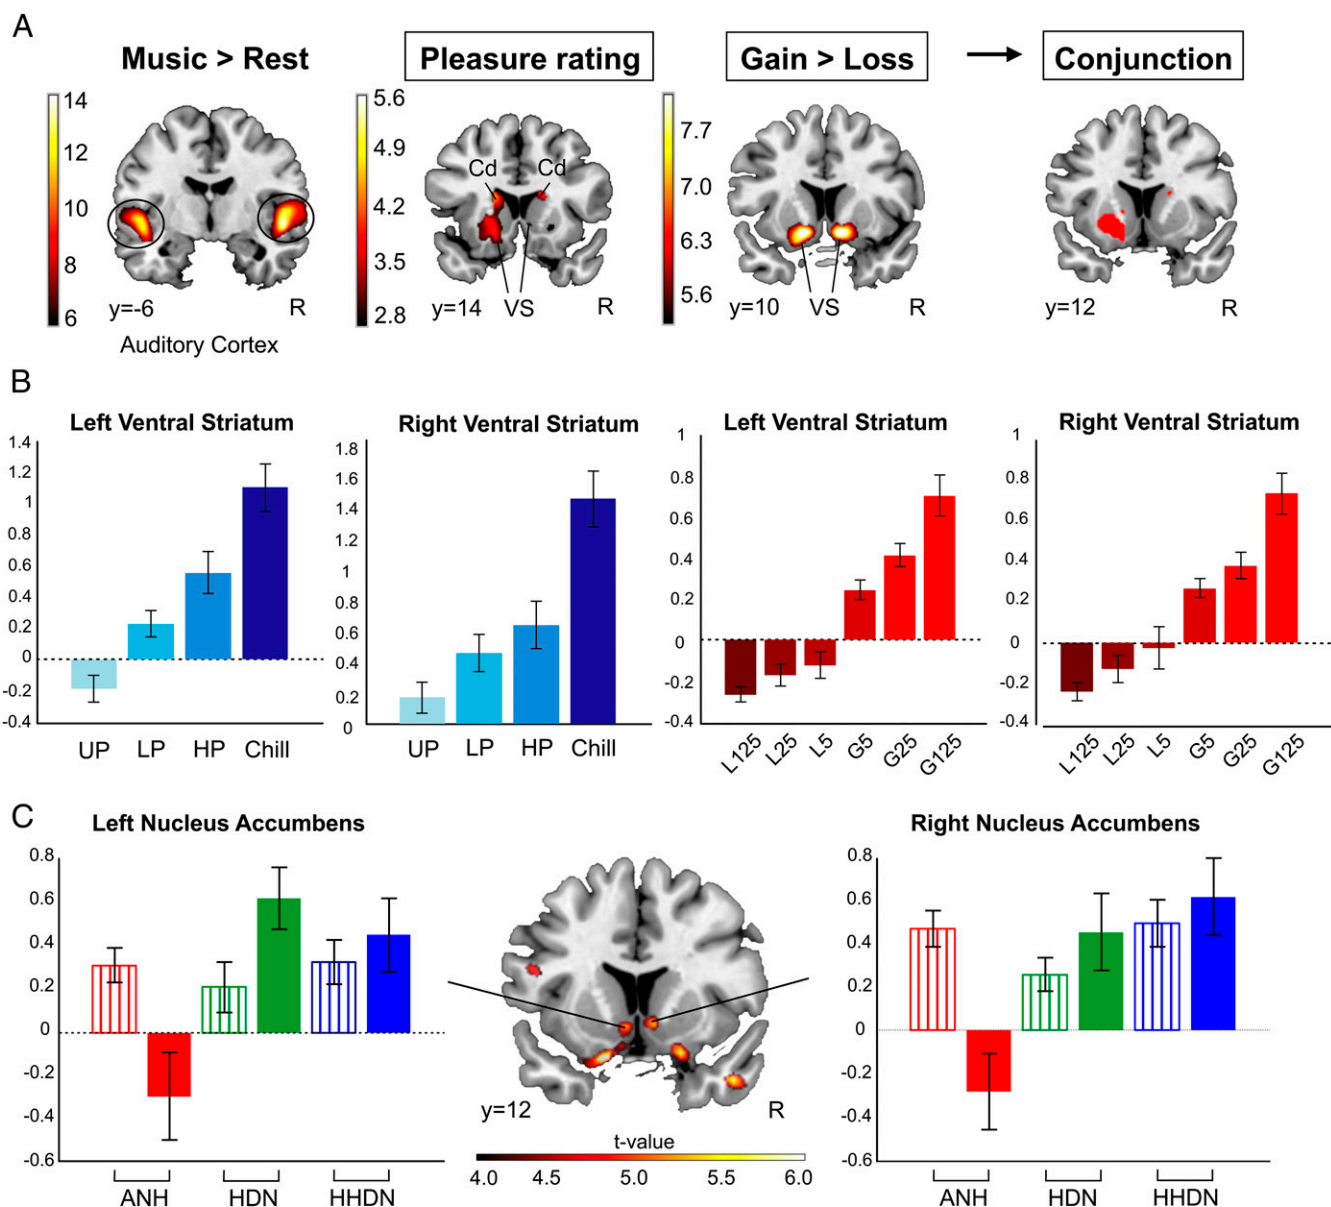 A
Music > Rest
Pleasure rating
Gain > Loss
Conjunction
14
12
10
8
6
y=-6
R
Auditory Cortex
5.6
4.9
4.2
3.5
2.8
Cd
Cd
y=14
VS
R
7.7
7.0
6.3
5.6
y=10
VS
R
y=12
R
B
Left Ventral Striatum
1.4
1.2
1
0.8
0.6
0.4
0.2
0
-0.2
-0.4
UP LP HP Chill
Right Ventral Striatum
1.8
1.6
1.4
1.2
1
0.8
0.6
0.4
0.2
0
UP LP HP Chill
Left Ventral Striatum
1
0.8
0.6
0.4
0.2
0
-0.2
-0.4
L125 L25 L5 G5 G25 G125
Right Ventral Striatum
1
0.8
0.6
0.4
0.2
0
-0.2
-0.4
L125 L25 L5 G5 G25 G125
C
Left Nucleus Accumbens
0.8
0.6
0.4
0.2
0
-0.2
-0.4
-0.6
ANH HDN HHDN
y=12
R
t-value
4.0 4.5 5.0 5.5 6.0
Right Nucleus Accumbens
0.8
0.6
0.4
0.2
0
-0.2
-0.4
-0.6
ANH HDN HHDN